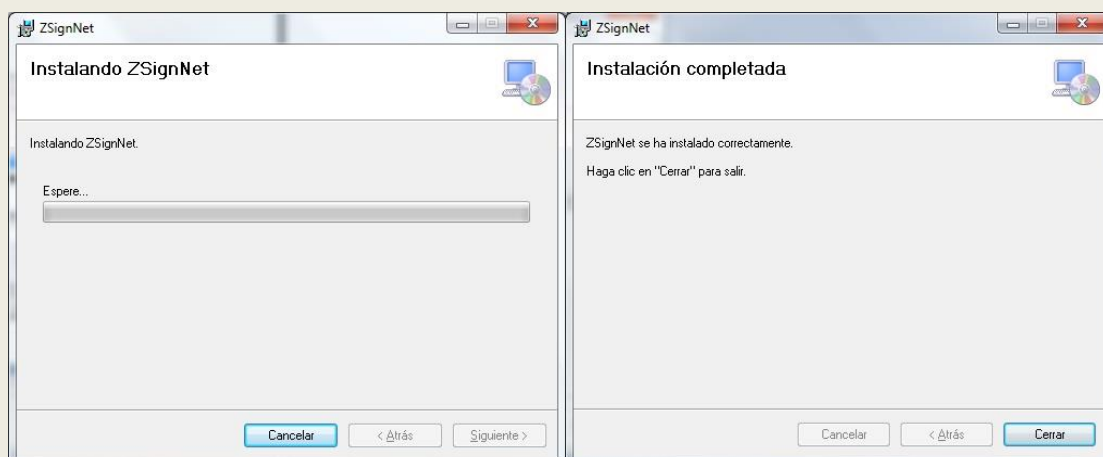 ZSignNet
Instalando ZSignNet
Instalando ZSignNet.
Espere...
Cancelar
< Atrás
Siguiente >
ZSignNet
Instalación completada
ZSignNet se ha instalado correctamente.
Haga clic en "Cerrar" para salir.
Cancelar
< Atrás
Cerrar